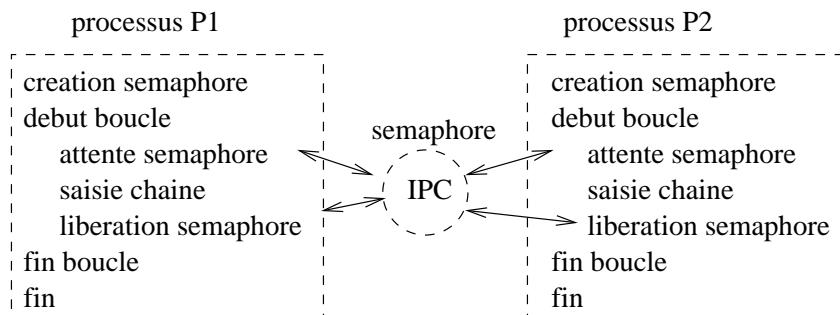 processus P1
creation semaphore
debut boucle
attente semaphore
saisie chaine
liberation semaphore
fin boucle
fin
semaphore
IPC
processus P2
creation semaphore
debut boucle
attente semaphore
saisie chaine
liberation semaphore
fin boucle
fin